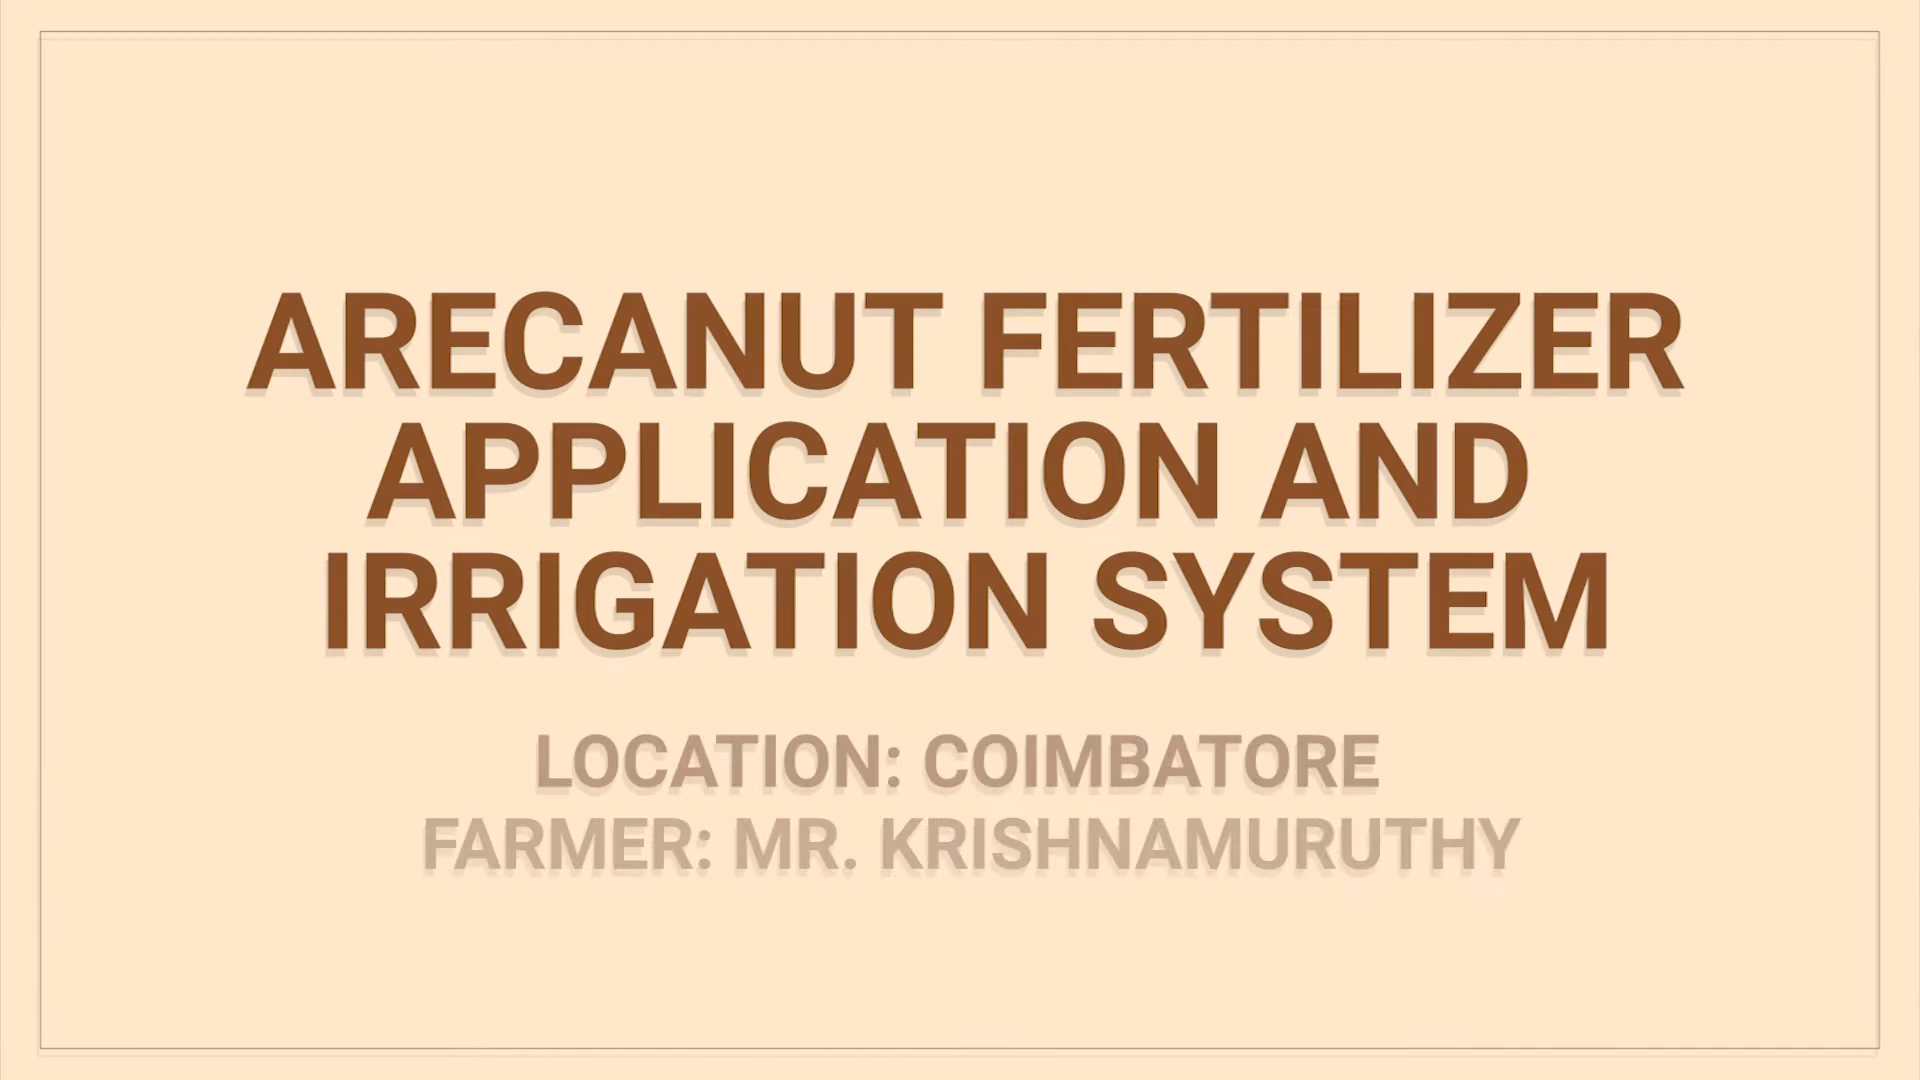 ARECANUT FERTILIZER
APPLICATION AND
IRRIGATION SYSTEM
LOCATION: COIMBATORE
FARMER: MR. KRISHNAMURUTHY